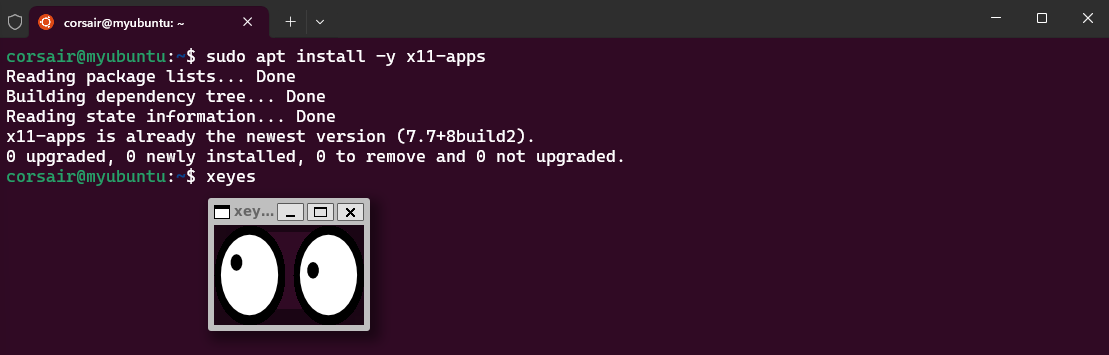 corsair@myubuntu: ~
corsair@myubuntu:~$ sudo apt install -y x11-apps
Reading package lists... Done
Building dependency tree... Done
Reading state information... Done
x11-apps is already the newest version (7.7+8build2).
0 upgraded, 0 newly installed, 0 to remove and 0 not upgraded.
corsair@myubuntu:~$ xeyes
xey...